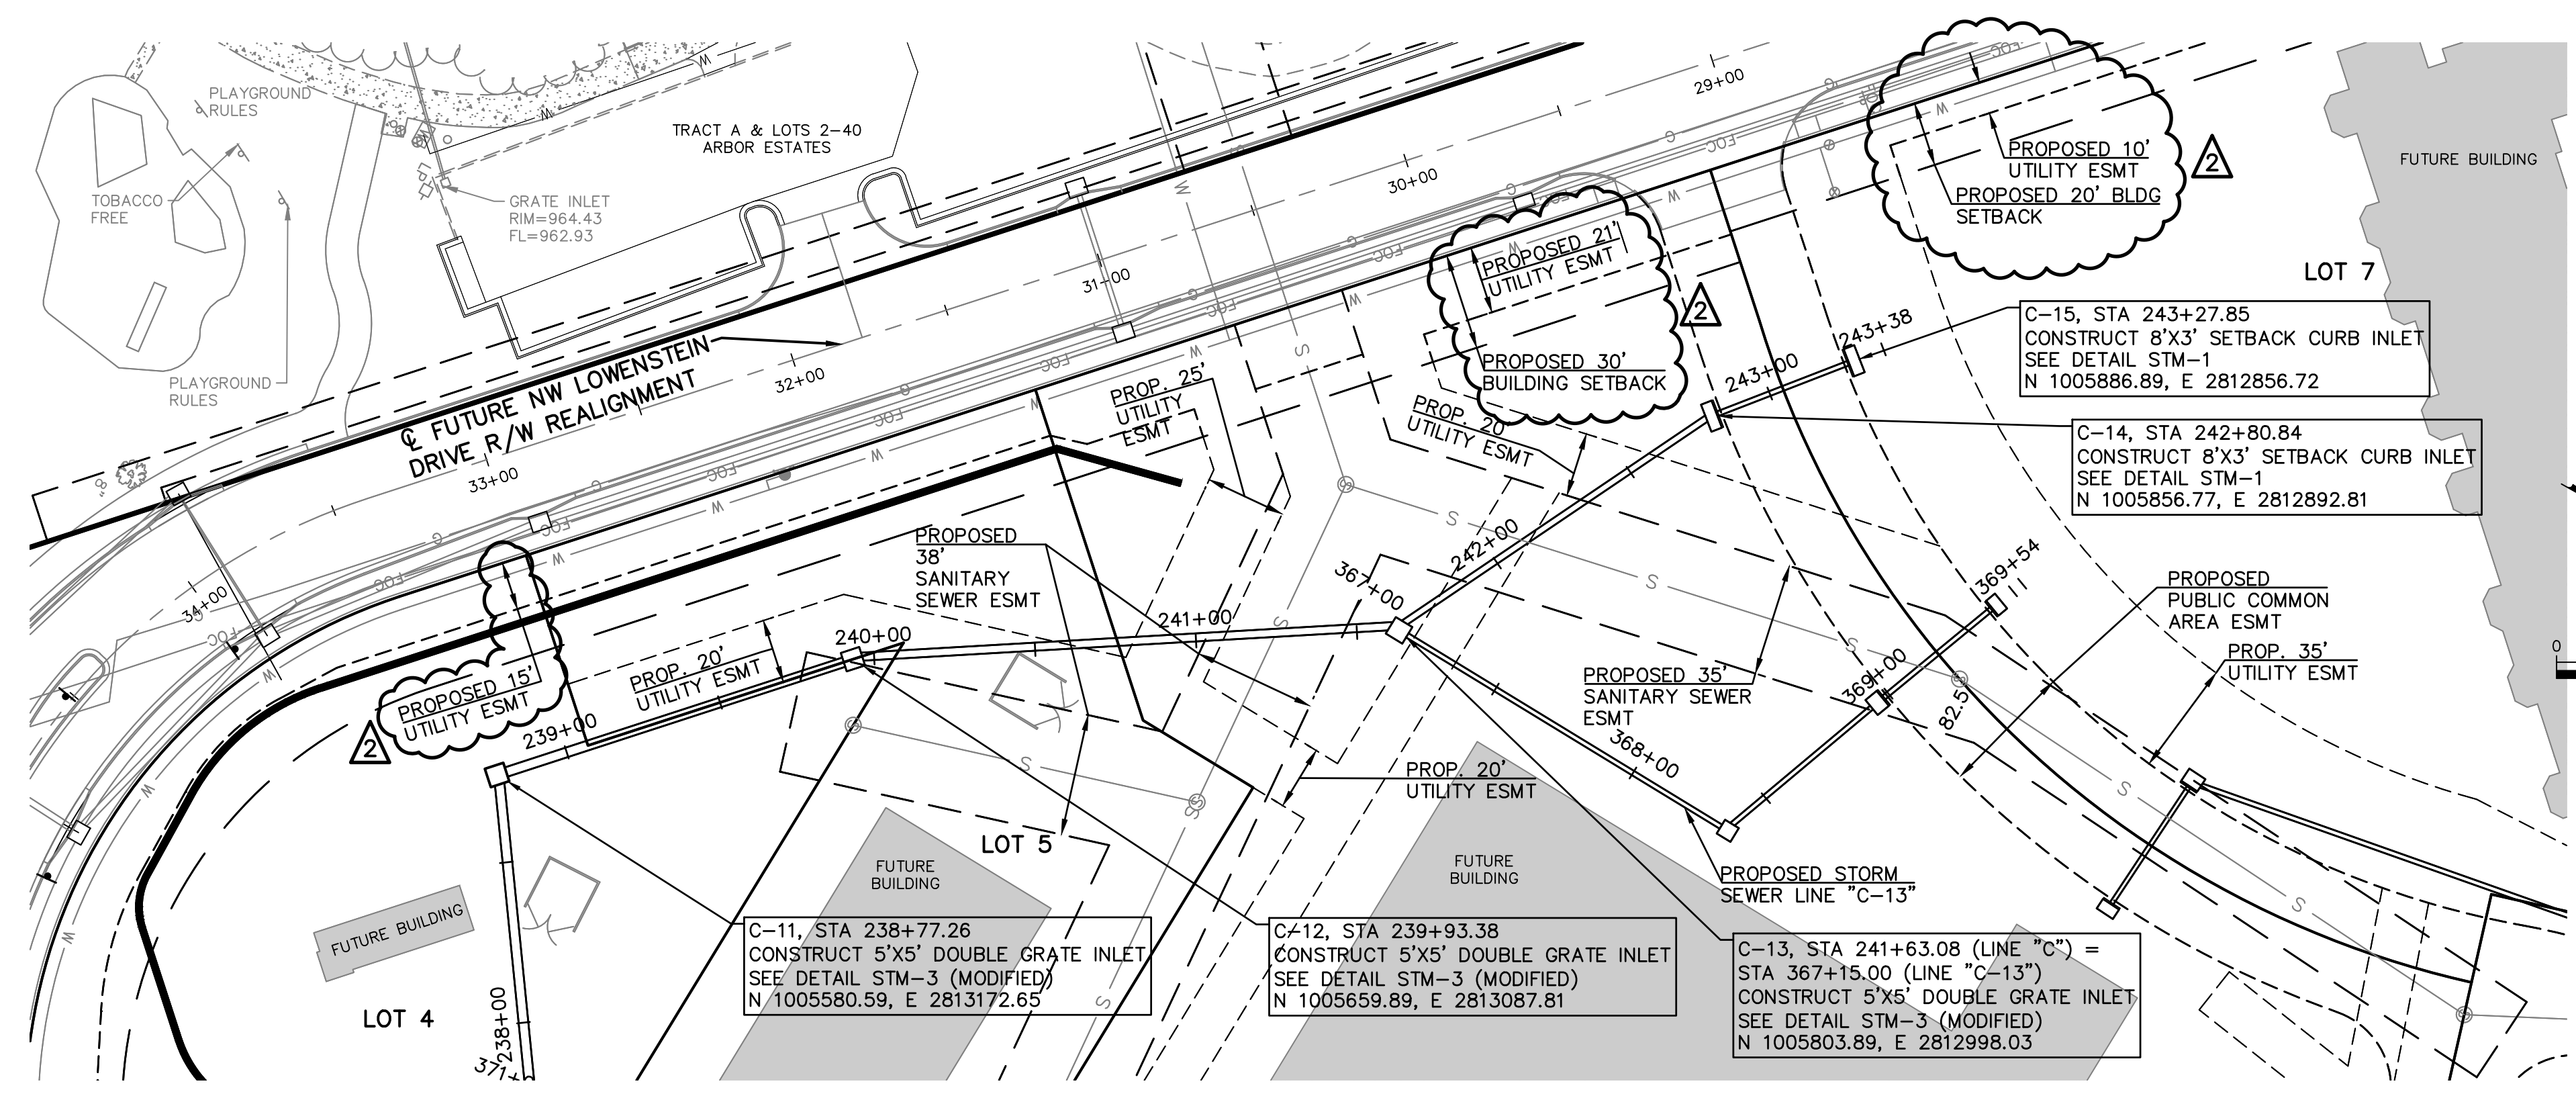 PLAYGROUND
RULES
TOBACCO
FREE
PLAYGROUND
RULES
GRATE INLET
RIM=964.43
FL=962.93
TRACT A & LOTS 2-40
ARBOR ESTATES
℄ FUTURE NW LOWENSTEIN
DRIVE R/W REALIGNMENT
29+00
30+00
31+00
32+00
33+00
34+00
8"
PROPOSED 10'
UTILITY ESMT
PROPOSED 20' BLDG
SETBACK
2
FUTURE BUILDING
LOT 7
PROPOSED 21'
UTILITY ESMT
PROPOSED 30'
BUILDING SETBACK
2
C-15, STA 243+27.85
CONSTRUCT 8'X3' SETBACK CURB INLET
SEE DETAIL STM-1
N 1005886.89, E 2812856.72
243+38
243+00
C-14, STA 242+80.84
CONSTRUCT 8'X3' SETBACK CURB INLET
SEE DETAIL STM-1
N 1005856.77, E 2812892.81
PROP. 25'
UTILITY
ESMT
PROP. 20'
UTILITY ESMT
242+00
367+00
369+54
PROPOSED
38'
SANITARY
SEWER ESMT
241+00
240+00
PROPOSED
PUBLIC COMMON
AREA ESMT
PROP. 35'
UTILITY ESMT
0
PROPOSED 35'
SANITARY SEWER
ESMT
369+00
82.5'
368+00
PROP. 20'
UTILITY ESMT
PROPOSED 15'
UTILITY ESMT
2
239+00
PROP. 20'
UTILITY ESMT
LOT 5
FUTURE
BUILDING
FUTURE
BUILDING
PROPOSED STORM
SEWER LINE "C-13"
FUTURE BUILDING
LOT 4
238+00
371+
C-11, STA 238+77.26
CONSTRUCT 5'X5' DOUBLE GRATE INLET
SEE DETAIL STM-3 (MODIFIED)
N 1005580.59, E 2813172.65
C-12, STA 239+93.38
CONSTRUCT 5'X5' DOUBLE GRATE INLET
SEE DETAIL STM-3 (MODIFIED)
N 1005659.89, E 2813087.81
C-13, STA 241+63.08 (LINE "C") =
STA 367+15.00 (LINE "C-13")
CONSTRUCT 5'X5' DOUBLE GRATE INLET
SEE DETAIL STM-3 (MODIFIED)
N 1005803.89, E 2812998.03